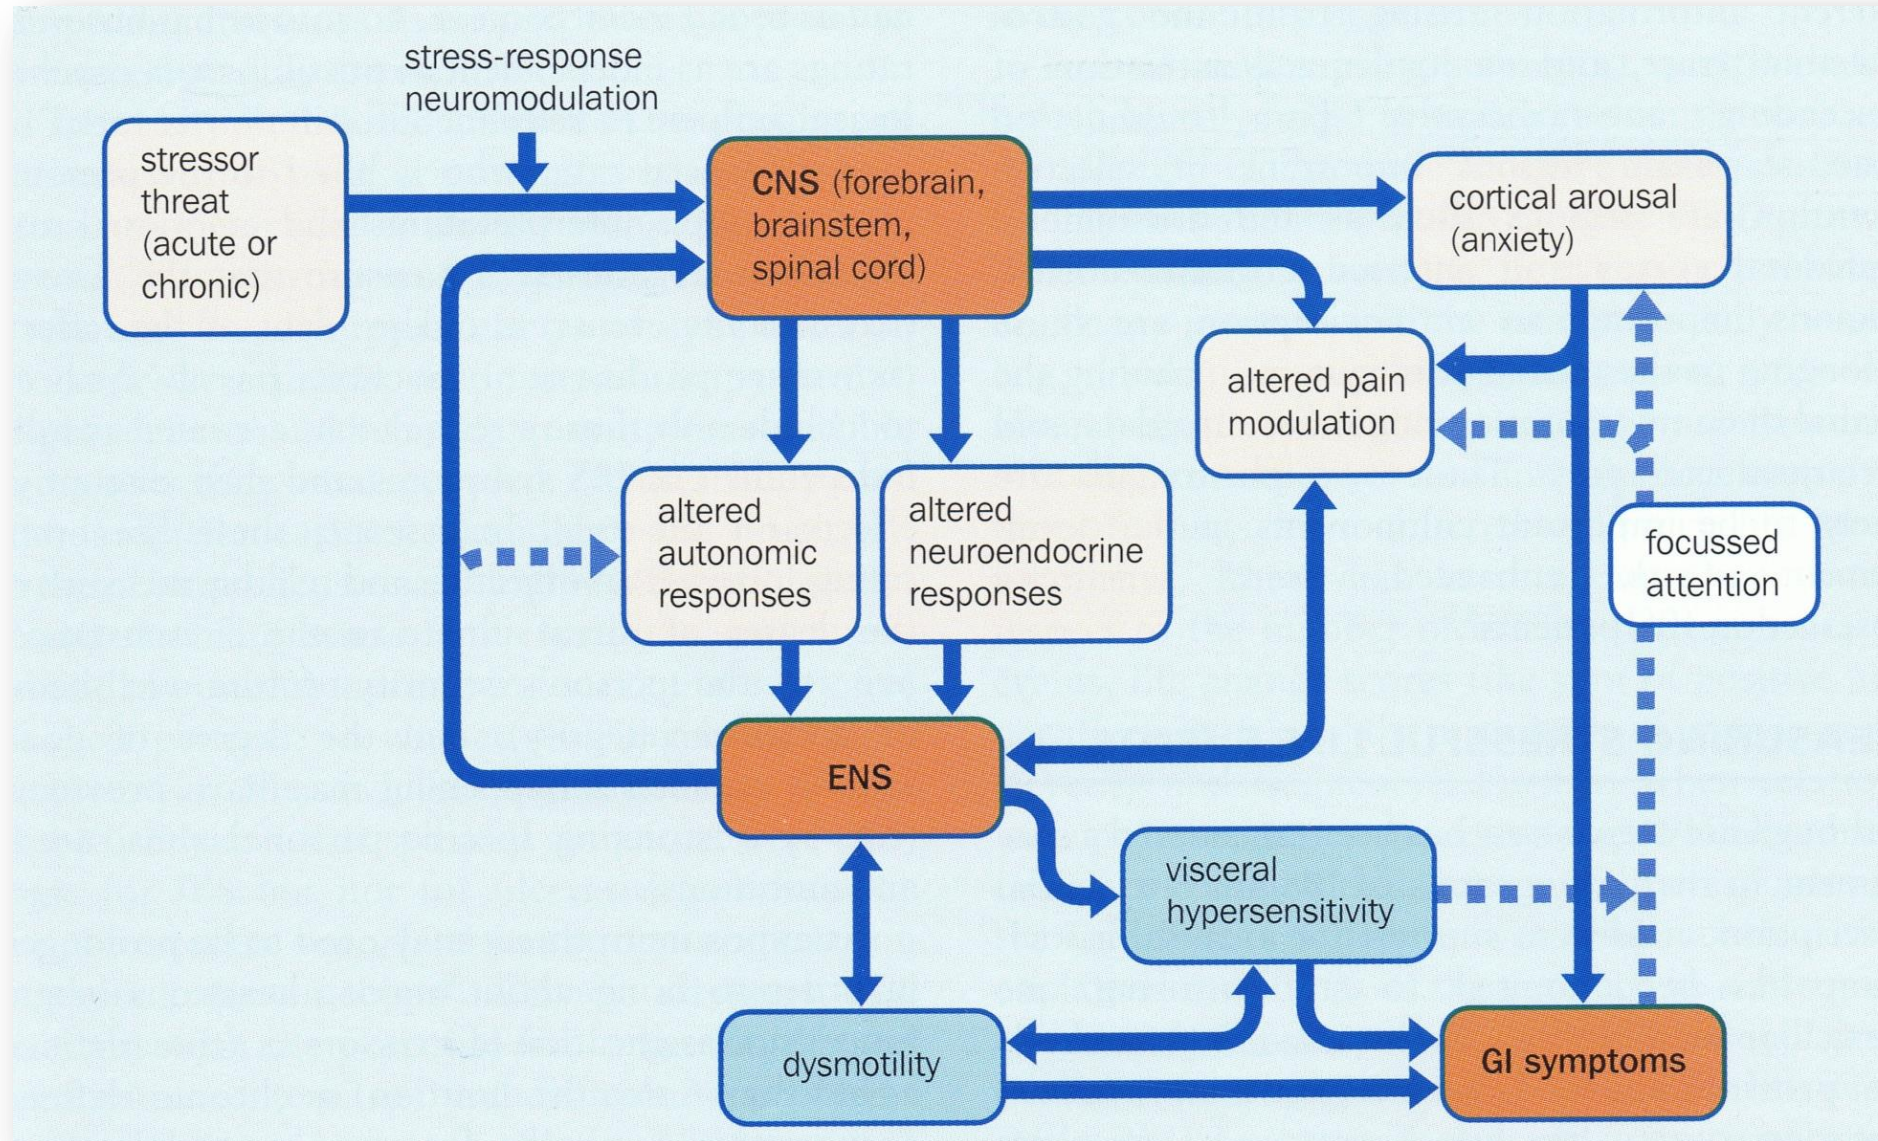 stress-response
neuromodulation
stressor
threat
(acute or
chronic)
CNS (forebrain,
brainstem,
spinal cord)
cortical arousal
(anxiety)
altered pain
modulation
altered
autonomic
responses
altered
neuroendocrine
responses
focussed
attention
ENS
visceral
hypersensitivity
dysmotility
GI symptoms